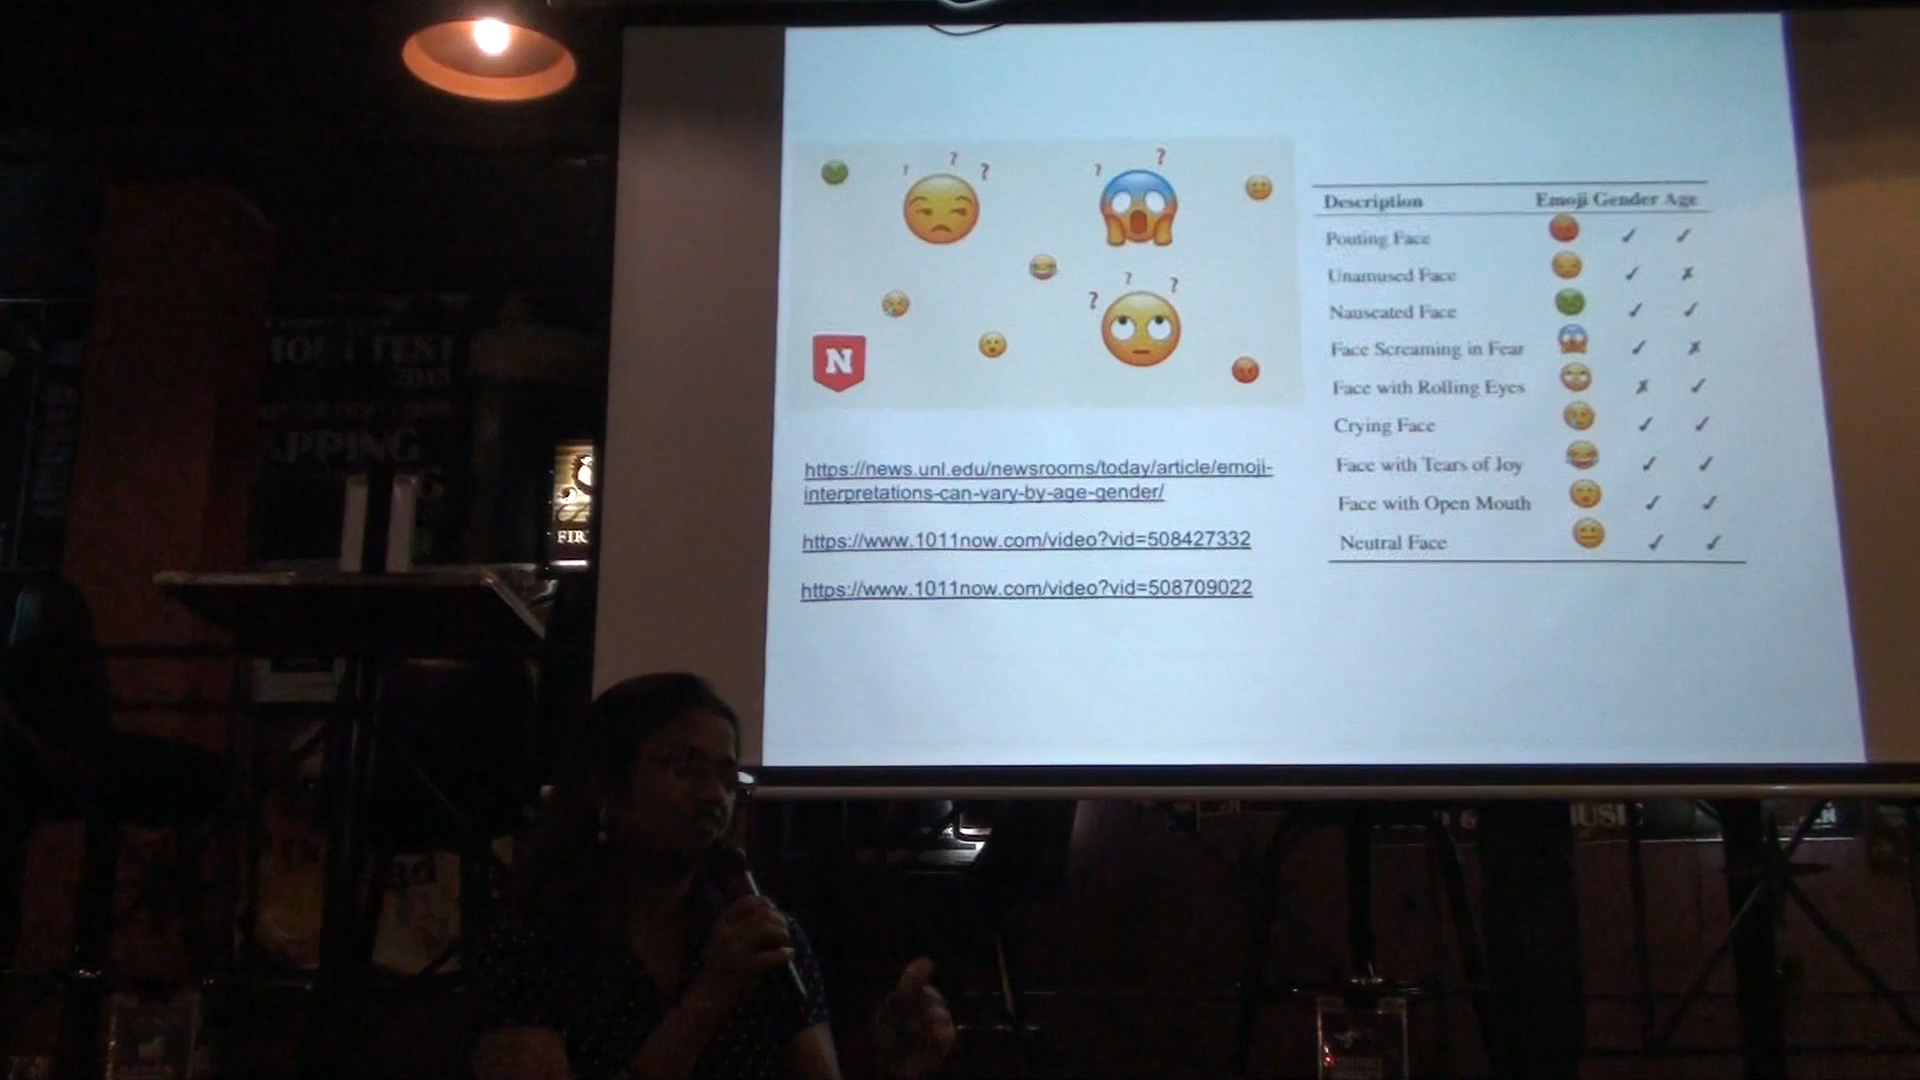 ? ? ?
? ?
? ? ?
N
https://news.unl.edu/newsrooms/today/article/emoji-
interpretations-can-vary-by-age-gender/
https://www.1011now.com/video?vid=508427332
https://www.1011now.com/video?vid=508709022
Description Emoji Gender Age
Pouting Face ✓ ✓
Unamused Face ✓ ✗
Nauseated Face ✓ ✓
Face Screaming in Fear ✓ ✗
Face with Rolling Eyes ✗ ✓
Crying Face ✓ ✓
Face with Tears of Joy ✓ ✓
Face with Open Mouth ✓ ✓
Neutral Face ✓ ✓